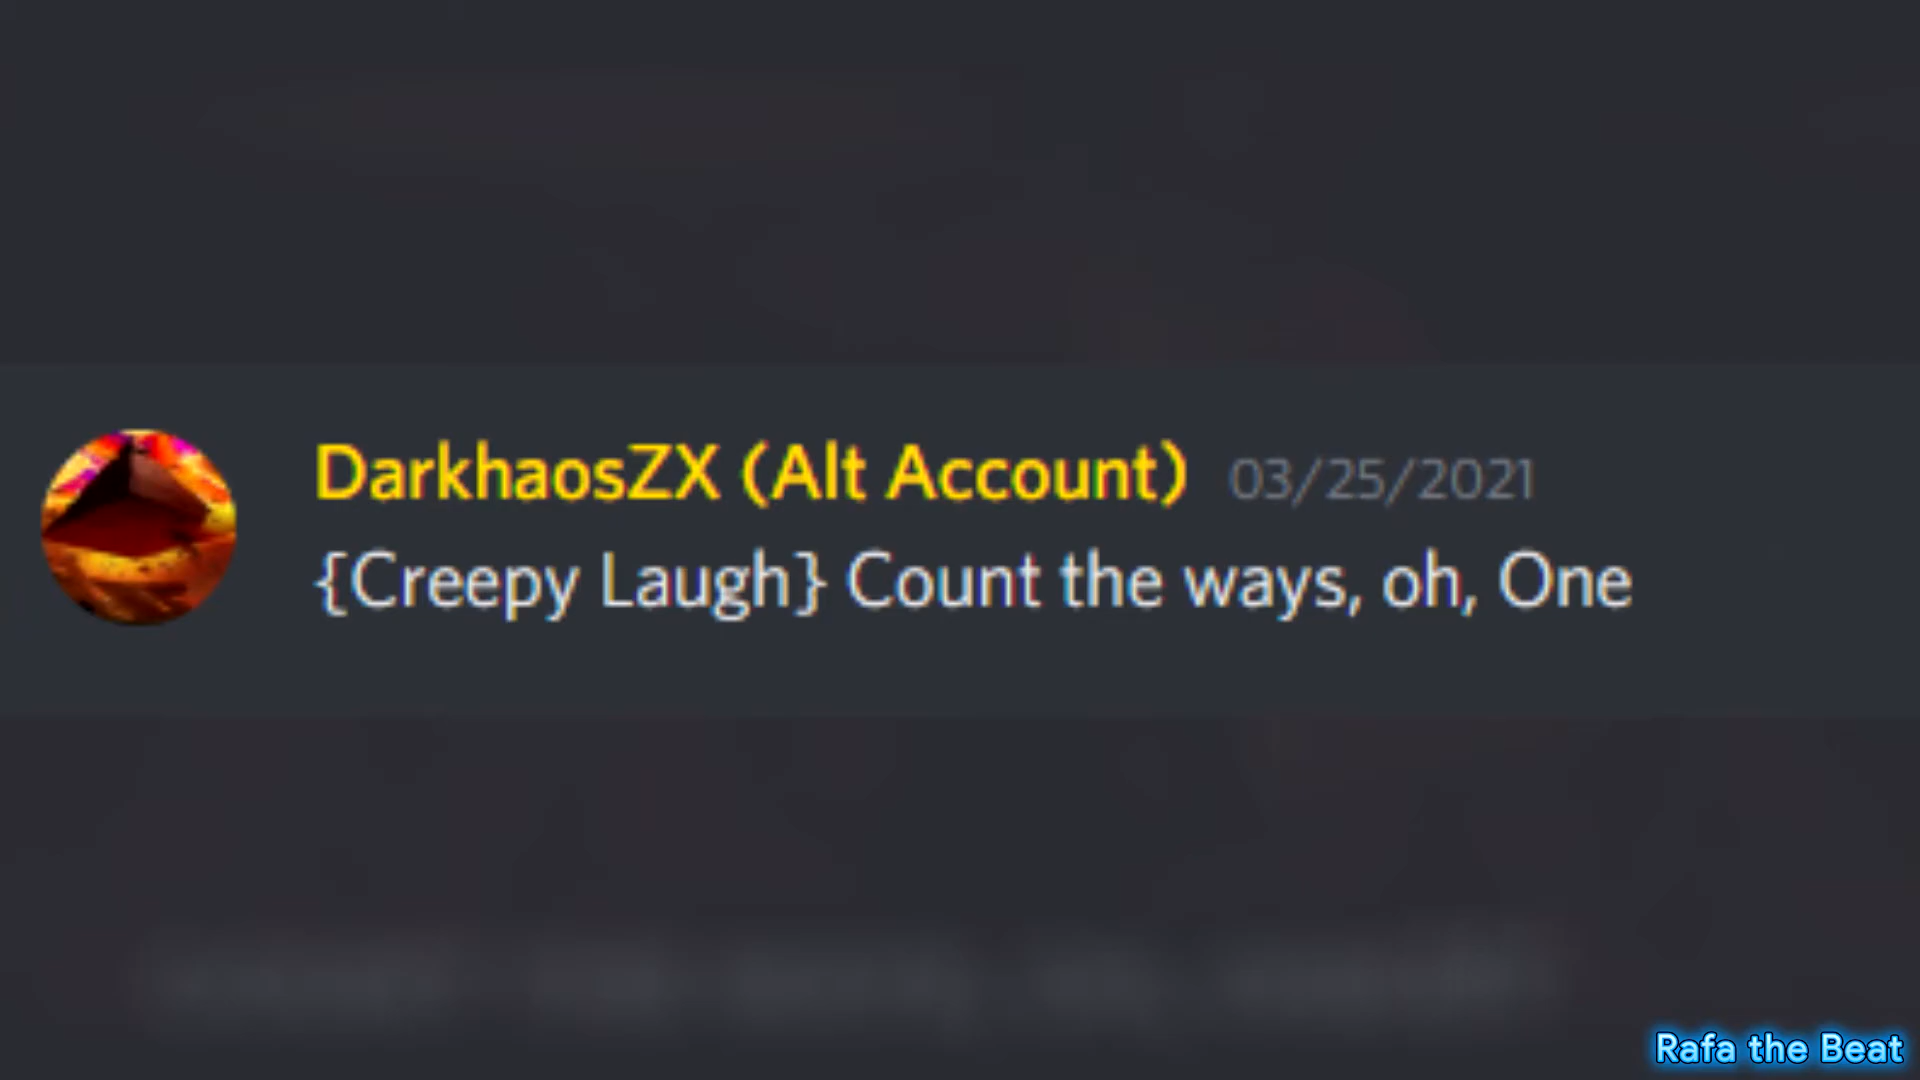 DarkhaosZX (Alt Account) 03/25/2021
{Creepy Laugh} Count the ways, oh, One
Rafa the Beat